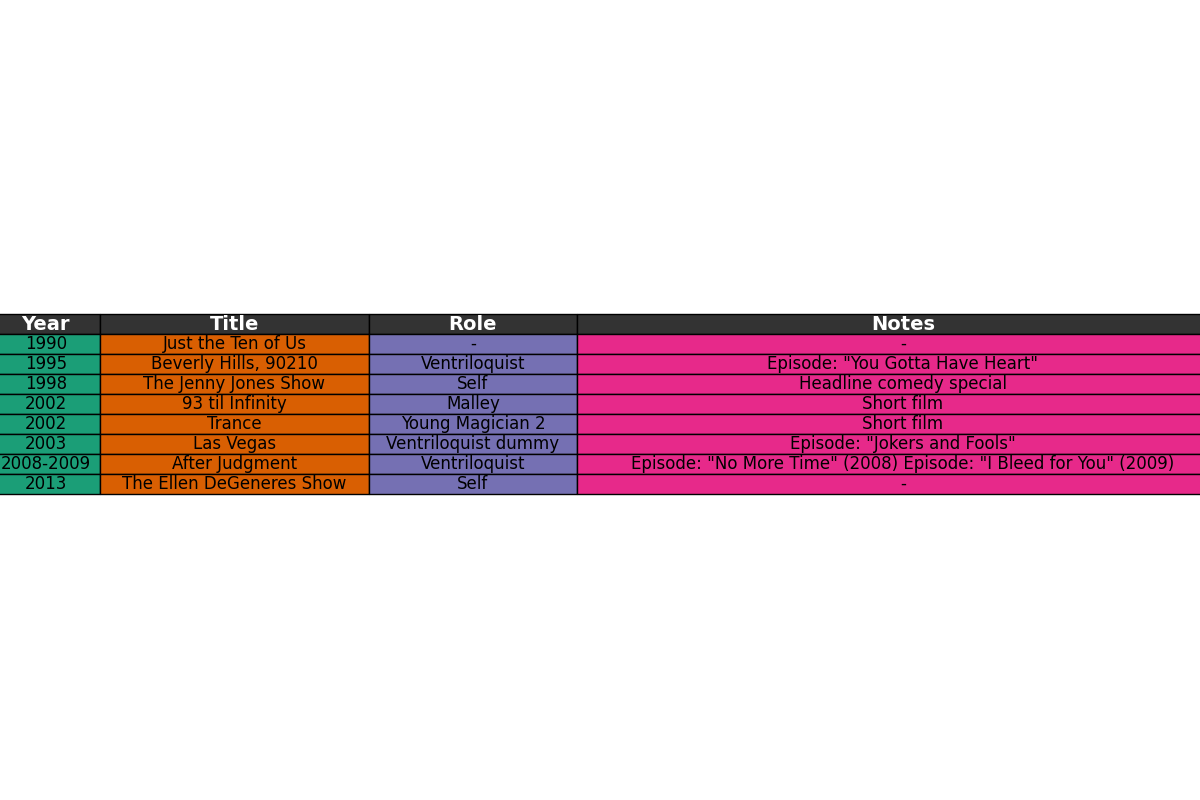 Year Title Role Notes
1990 Just the Ten of Us - -
1995 Beverly Hills, 90210 Ventriloquist Episode: "You Gotta Have Heart"
1998 The Jenny Jones Show Self Headline comedy special
2002 93 til Infinity Malley Short film
2002 Trance Young Magician 2 Short film
2003 Las Vegas Ventriloquist dummy Episode: "Jokers and Fools"
2008-2009 After Judgment Ventriloquist Episode: "No More Time" (2008) Episode: "I Bleed for You" (2009)
2013 The Ellen DeGeneres Show Self -